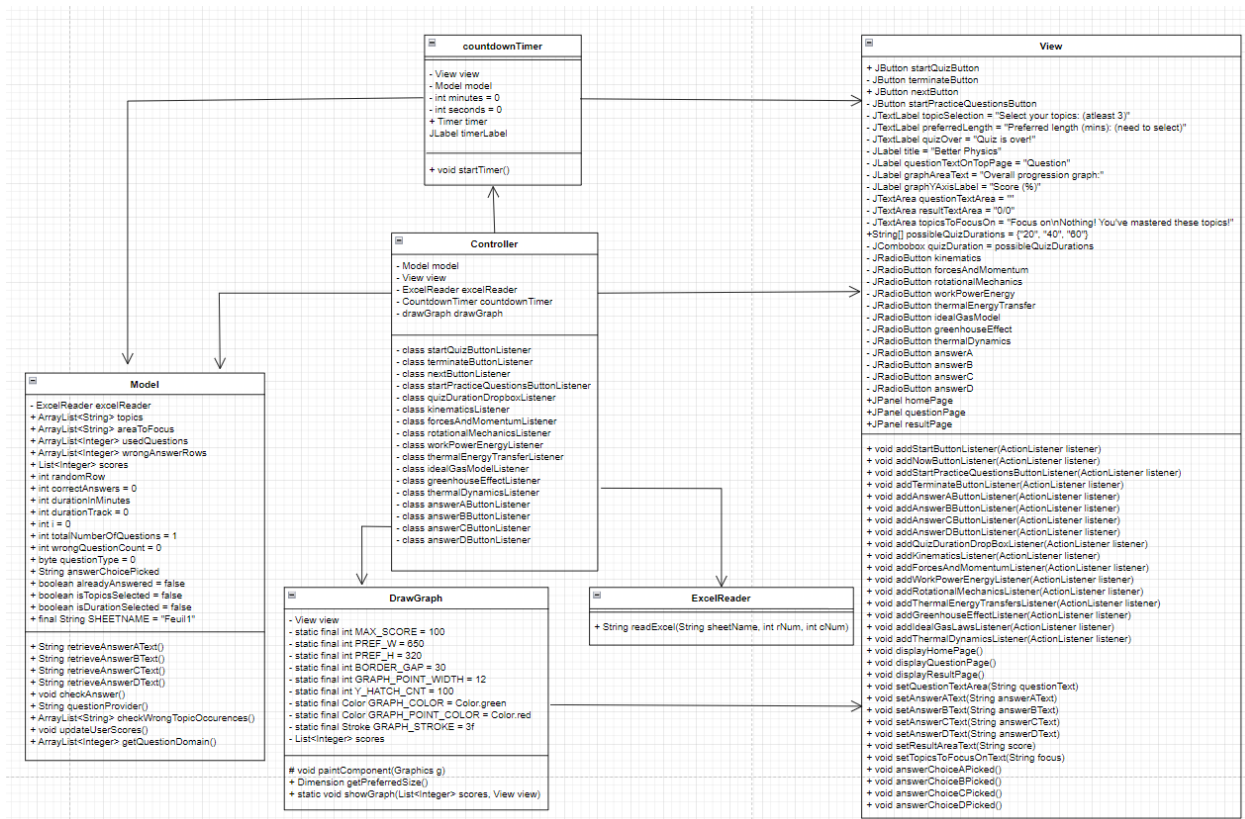 countdownTimer
- View view
- Model model
- int minutes = 0
- int seconds = 0
+ Timer timer
JLabel timerLabel
+ void startTimer()
View
+ JButton startQuizButton
- JButton terminateButton
+ JButton nextButton
- JButton startPracticeQuestionsButton
- JTextLabel topicSelection = "Select your topics: (atleast 3)"
- JTextLabel preferredLength = "Preferred length (mins): (need to select)"
- JTextLabel quizOver = "Quiz is over!"
- JLabel title = "Better Physics"
- JLabel questionTextOnTopPage = "Question"
- JLabel graphAreaText = "Overall progression graph:"
- JLabel graphYAxisLabel = "Score (%)"
- JTextArea questionTextArea = ""
- JTextArea resultTextArea = "0/0"
- JTextArea topicsToFocusOn = "Focus on\nNothing! You've mastered these topics!"
+String[] possibleQuizDurations = {"20", "40", "60"}
- JCombobox quizDuration = possibleQuizDurations
- JRadioButton kinematics
- JRadioButton forcesAndMomentum
- JRadioButton rotationalMechanics
- JRadioButton workPowerEnergy
- JRadioButton thermalEnergyTransfer
- JRadioButton idealGasModel
- JRadioButton greenhouseEffect
- JRadioButton thermalDynamics
- JRadioButton answerA
- JRadioButton answerB
- JRadioButton answerC
- JRadioButton answerD
+JPanel homePage
+JPanel questionPage
+JPanel resultPage
+ void addStartButtonListener(ActionListener listener)
+ void addNowButtonListener(ActionListener listener)
+ void addStartPracticeQuestionsButtonListener(ActionListener listener)
+ void addTerminateButtonListener(ActionListener listener)
+ void addAnswerAButtonListener(ActionListener listener)
+ void addAnswerBButtonListener(ActionListener listener)
+ void addAnswerCButtonListener(ActionListener listener)
+ void addAnswerDButtonListener(ActionListener listener)
+ void addQuizDurationDropBoxListener(ActionListener listener)
+ void addKinematicsListener(ActionListener listener)
+ void addForcesAndMomentumListener(ActionListener listener)
+ void addWorkPowerEnergyListener(ActionListener listener)
+ void addRotationalMechanicsListener(ActionListener listener)
+ void addThermalEnergyTransfersListener(ActionListener listener)
+ void addGreenhouseEffectListener(ActionListener listener)
+ void addIdealGasLawsListener(ActionListener listener)
+ void addThermalDynamicsListener(ActionListener listener)
+ void displayHomePage()
+ void displayQuestionPage()
+ void displayResultPage()
+ void setQuestionTextArea(String questionText)
+ void setAnswerAText(String answerAText)
+ void setAnswerBText(String answerBText)
+ void setAnswerCText(String answerCText)
+ void setAnswerDText(String answerDText)
+ void setResultAreaText(String score)
+ void setTopicsToFocusOnText(String focus)
+ void answerChoiceAPicked()
+ void answerChoiceBPicked()
+ void answerChoiceCPicked()
+ void answerChoiceDPicked()
Controller
- Model model
- View view
- ExcelReader excelReader
- CountdownTimer countdownTimer
- drawGraph drawGraph
- class startQuizButtonListener
- class terminateButtonListener
- class nextButtonListener
- class startPracticeQuestionsButtonListener
- class quizDurationDropboxListener
- class kinematicsListener
- class forcesAndMomentumListener
- class rotationalMechanicsListener
- class workPowerEnergyListener
- class thermalEnergyTransferListener
- class idealGasModelListener
- class greenhouseEffectListener
- class thermalDynamicsListener
- class answerAButtonListener
- class answerBButtonListener
- class answerCButtonListener
- class answerDButtonListener
Model
- ExcelReader excelReader
+ ArrayList<String> topics
+ ArrayList<String> areaToFocus
+ ArrayList<Integer> usedQuestions
+ ArrayList<Integer> wrongAnswerRows
+ List<Integer> scores
+ int randomRow
+ int correctAnswers = 0
+ int durationInMinutes
+ int durationTrack = 0
+ int i = 0
+ int totalNumberOfQuestions = 1
+ int wrongQuestionCount = 0
+ byte questionType = 0
+ String answerChoicePicked
+ boolean alreadyAnswered = false
+ boolean isTopicsSelected = false
+ boolean isDurationSelected = false
+ final String SHEETNAME = "Feuil1"
+ String retrieveAnswerAText()
+ String retrieveAnswerBText()
+ String retrieveAnswerCText()
+ String retrieveAnswerDText()
+ void checkAnswer()
+ String questionProvider()
+ ArrayList<String> checkWrongTopicOccurences()
+ void updateUserScores()
+ ArrayList<Integer> getQuestionDomain()
DrawGraph
- View view
- static final int MAX_SCORE = 100
- static final int PREF_W = 650
- static final int PREF_H = 320
- static final int BORDER_GAP = 30
- static final int GRAPH_POINT_WIDTH = 12
- static final int Y_HATCH_CNT = 100
- static final Color GRAPH_COLOR = Color.green
- static final Color GRAPH_POINT_COLOR = Color.red
- static final Stroke GRAPH_STROKE = 3f
- List<Integer> scores
# void paintComponent(Graphics g)
+ Dimension getPreferredSize()
+ static void showGraph(List<Integer> scores, View view)
ExcelReader
+ String readExcel(String sheetName, int rNum, int cNum)